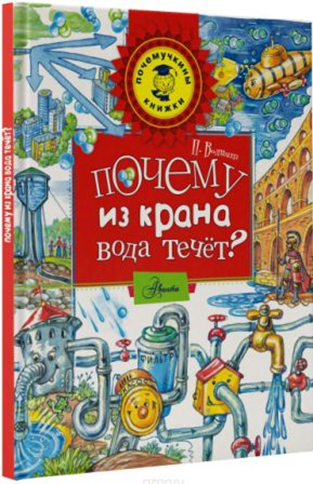 почемучкины
книжки
П. Волцит
Почему
из крана
вода течёт?
Аванта
ФИЛЬТР
почему из крана вода течёт?